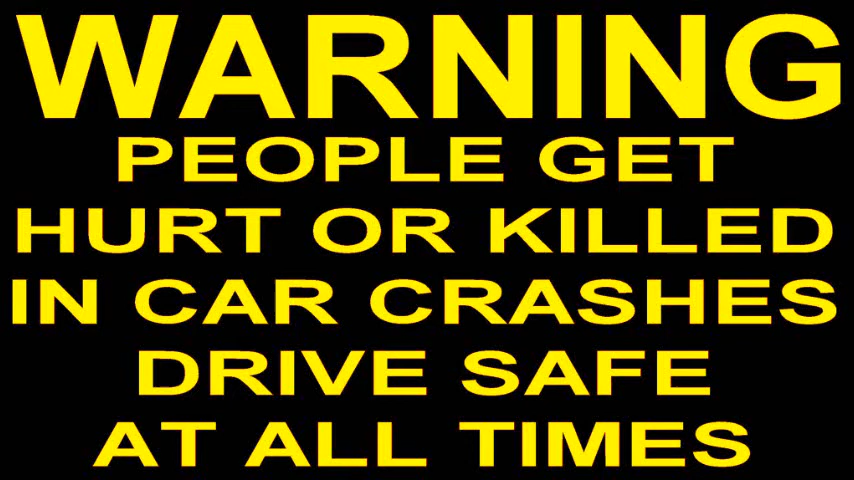 WARNING
PEOPLE GET
HURT OR KILLED
IN CAR CRASHES
DRIVE SAFE
AT ALL TIMES